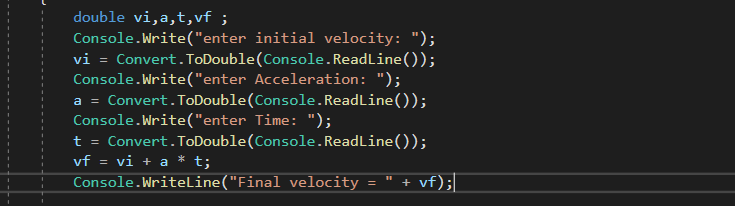 {
double vi,a,t,vf ;
Console.Write("enter initial velocity: ");
vi = Convert.ToDouble(Console.ReadLine());
Console.Write("enter Acceleration: ");
a = Convert.ToDouble(Console.ReadLine());
Console.Write("enter Time: ");
t = Convert.ToDouble(Console.ReadLine());
vf = vi + a * t;
Console.WriteLine("Final velocity = " + vf);